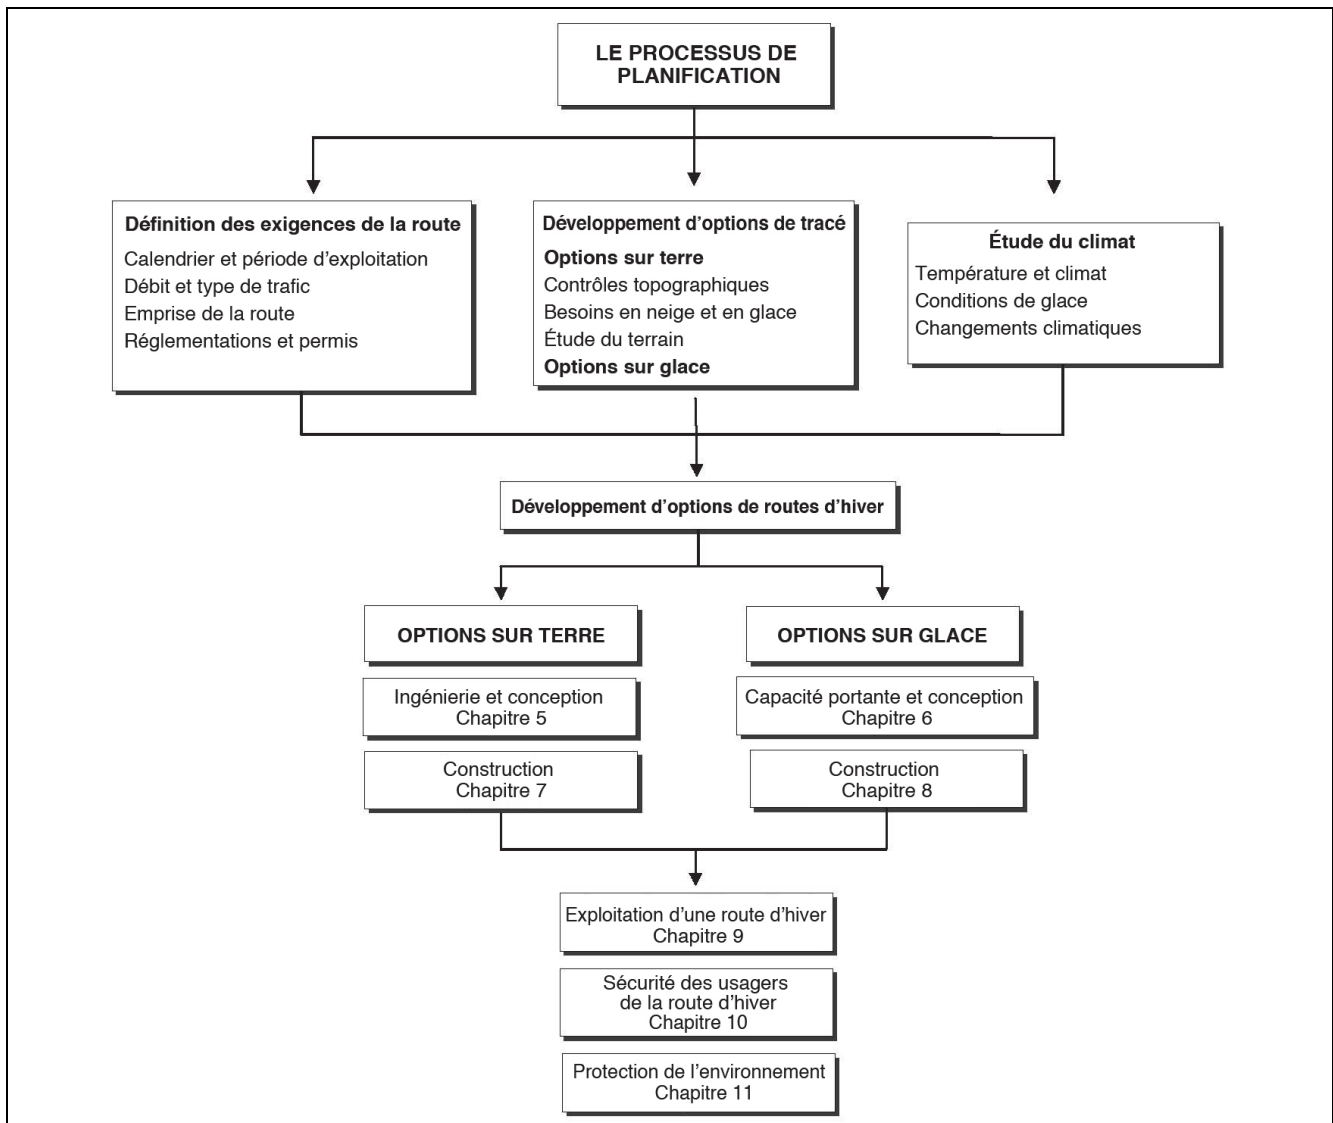 LE PROCESSUS DE
PLANIFICATION
Définition des exigences de la route
Calendrier et période d’exploitation
Débit et type de trafic
Emprise de la route
Réglementations et permis
Développement d’options de tracé
Options sur terre
Contrôles topographiques
Besoins en neige et en glace
Étude du terrain
Options sur glace
Étude du climat
Température et climat
Conditions de glace
Changements climatiques
Développement d’options de routes d’hiver
OPTIONS SUR TERRE
Ingénierie et conception
Chapitre 5
Construction
Chapitre 7
OPTIONS SUR GLACE
Capacité portante et conception
Chapitre 6
Construction
Chapitre 8
Exploitation d’une route d’hiver
Chapitre 9
Sécurité des usagers
de la route d’hiver
Chapitre 10
Protection de l’environnement
Chapitre 11